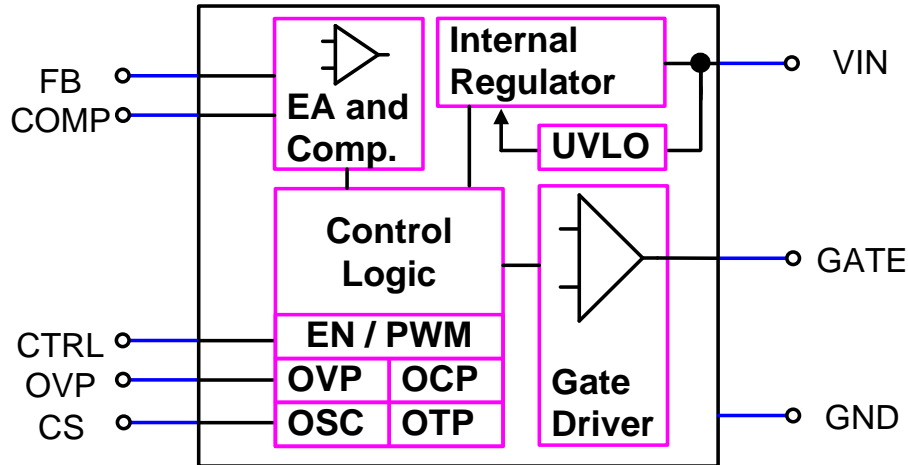 FB
COMP
EA and
Comp.
Internal
Regulator
VIN
UVLO
Control
Logic
GATE
CTRL
EN / PWM
OVP
OVP
OCP
CS
OSC
OTP
Gate
Driver
GND